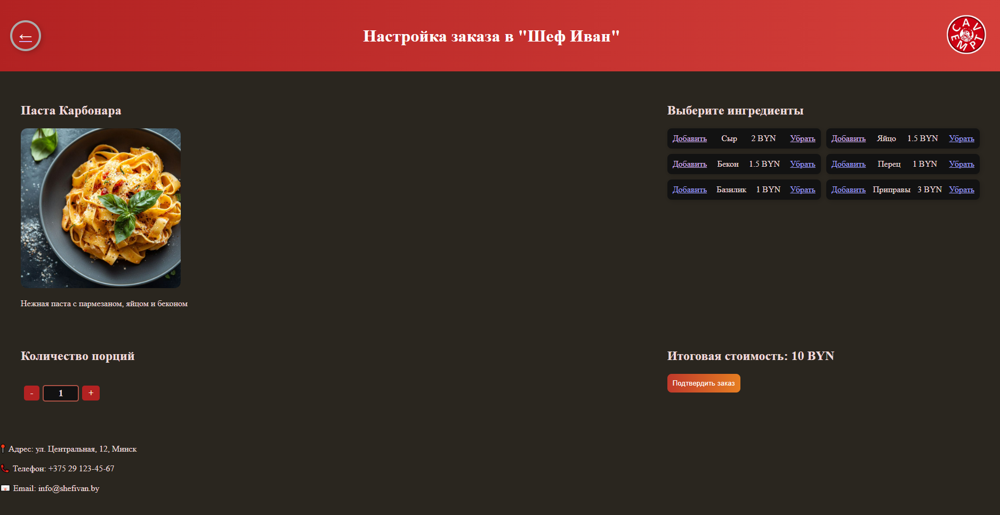 ←
Настройка заказа в "Шеф Иван"
CAV EMPT
Паста Карбонара
Выберите ингредиенты
Добавить Сыр 2 BYN Убрать
Добавить Яйцо 1.5 BYN Убрать
Добавить Бекон 1.5 BYN Убрать
Добавить Перец 1 BYN Убрать
Добавить Базилик 1 BYN Убрать
Добавить Приправы 3 BYN Убрать
Нежная паста с пармезаном, яйцом и беконом
Количество порций
- 1 +
Итоговая стоимость: 10 BYN
Подтвердить заказ
📍 Адрес: ул. Центральная, 12, Минск
📞 Телефон: +375 29 123-45-67
📧 Email: info@shefivan.by